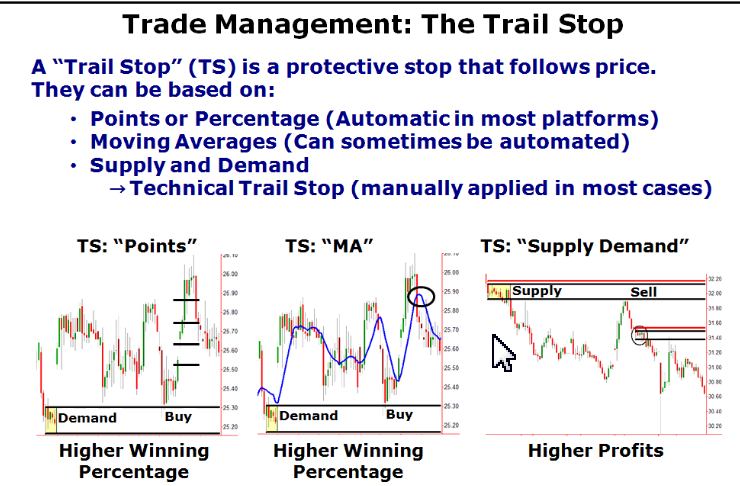 Trade Management: The Trail Stop
A “Trail Stop” (TS) is a protective stop that follows price.
They can be based on:
• Points or Percentage (Automatic in most platforms)
• Moving Averages (Can sometimes be automated)
• Supply and Demand
→Technical Trail Stop (manually applied in most cases)
TS: “Points”
TS: “MA”
TS: “Supply Demand”
26.00
25.90
25.80
25.70
25.60
25.50
25.40
25.30
25.20
Demand
Buy
26.00
25.90
25.80
25.70
25.60
25.50
25.40
25.30
25.20
Demand
Buy
32.20
32.00
31.80
31.60
31.40
31.20
31.00
30.80
30.60
30.40
30.20
Supply
Sell
Higher Winning
Percentage
Higher Winning
Percentage
Higher Profits